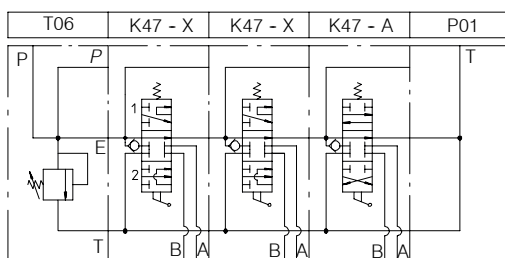 T06 K47 - X K47 - X K47 - A P01
P P T
1
E
2
T B A B A B A